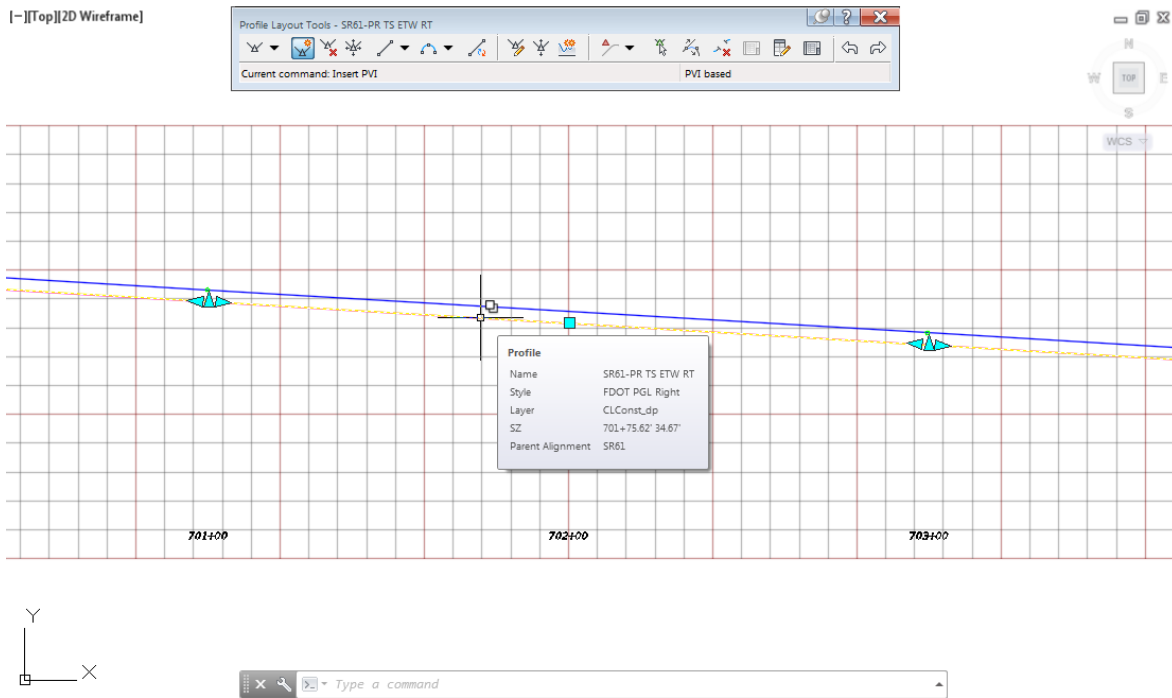 [−][Top][2D Wireframe]
Profile Layout Tools - SR61-PR TS ETW RT
Current command: Insert PVI
PVI based
N
W
TOP
E
S
WCS
Profile
Name SR61-PR TS ETW RT
Style FDOT PGL Right
Layer CLConst_dp
SZ 701+75.62' 34.67'
Parent Alignment SR61
701+00
702+00
703+00
Y
X
Type a command